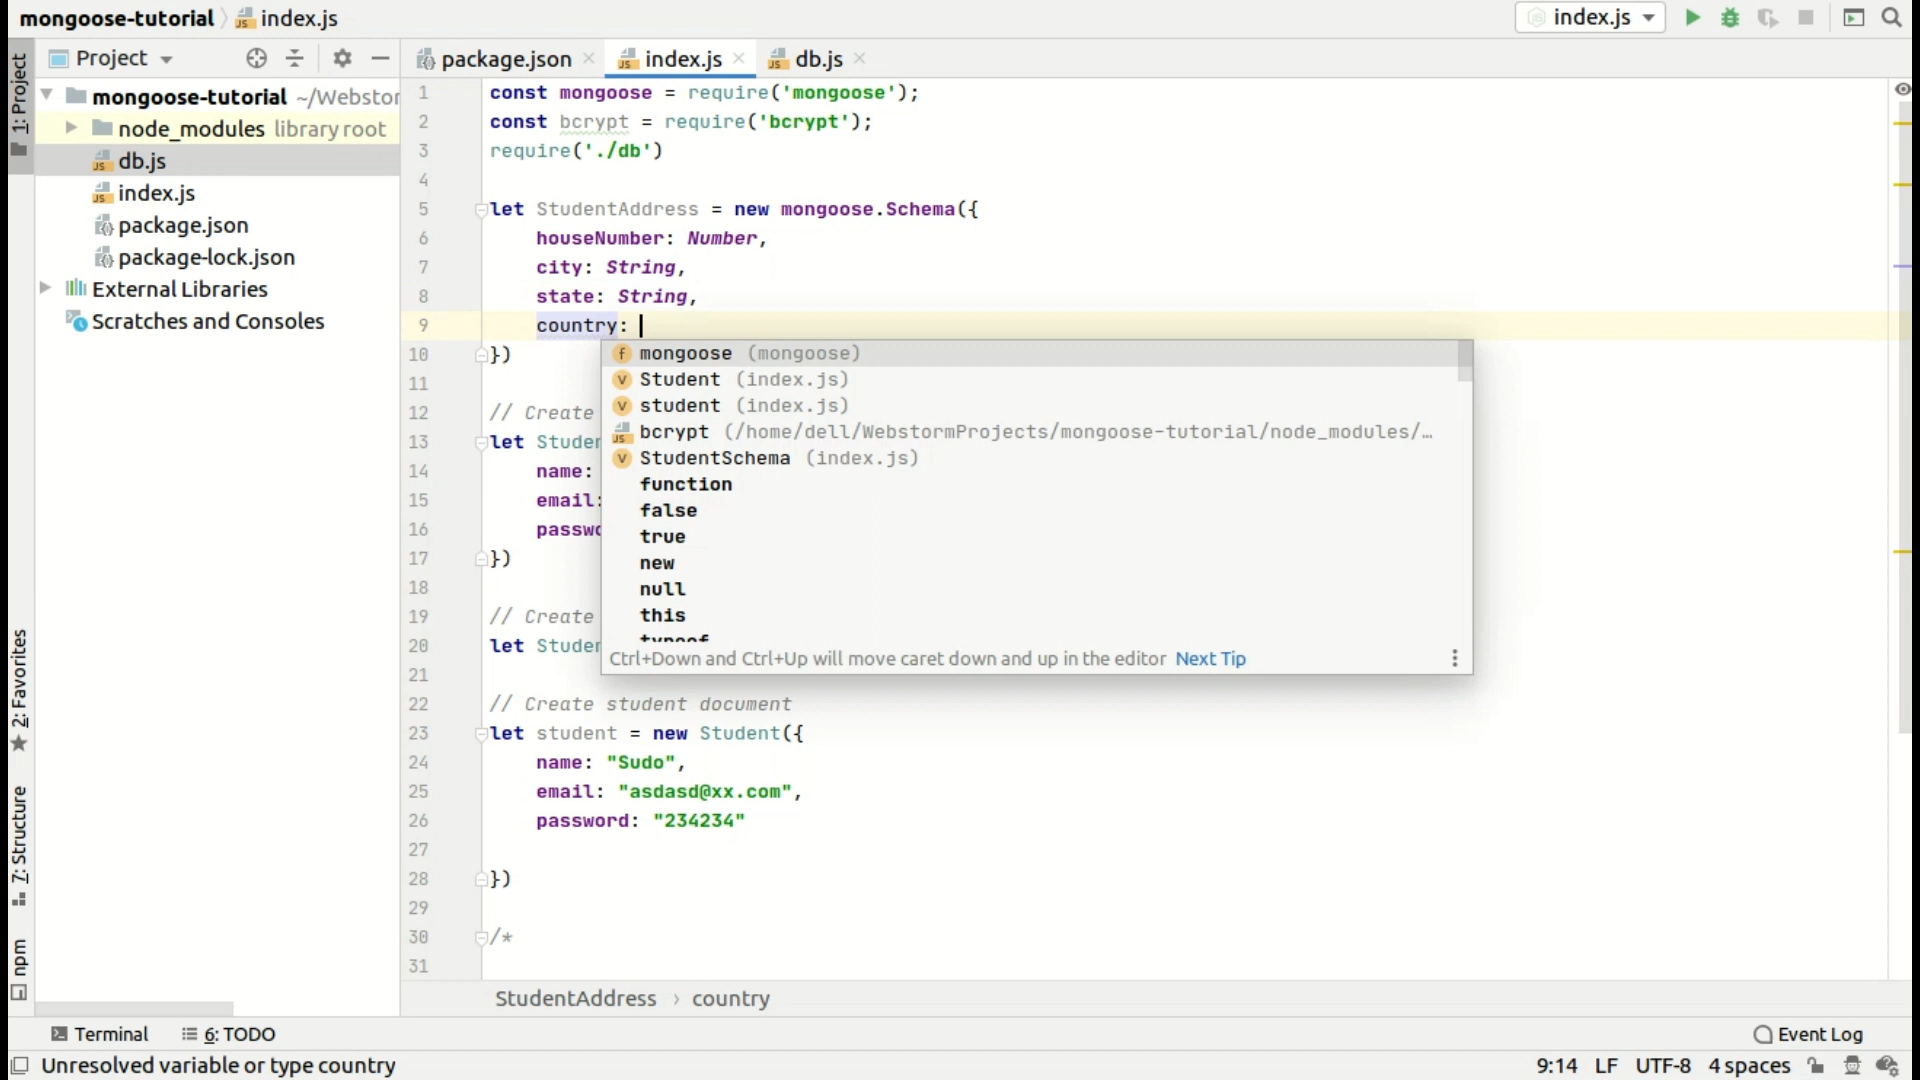 mongoose-tutorial index.js
index.js
1: Project
Project
package.json
index.js
db.js
mongoose-tutorial ~/Webstor
node_modules library root
db.js
index.js
package.json
package-lock.json
External Libraries
Scratches and Consoles
2: Favorites
7: Structure
npm
1 const mongoose = require('mongoose');
2 const bcrypt = require('bcrypt');
3 require('./db')
4
5 let StudentAddress = new mongoose.Schema({
6 houseNumber: Number,
7 city: String,
8 state: String,
9 country:
10 })
11
12 // Create
13 let Studen
14 name:
15 email:
16 passwo
17 })
18
19 // Create
20 let Studen
21
22 // Create student document
23 let student = new Student({
24 name: "Sudo",
25 email: "asdasd@xx.com",
26 password: "234234"
27
28 })
29
30 /*
31
f mongoose (mongoose)
v Student (index.js)
v student (index.js)
JS bcrypt (/home/dell/WebstormProjects/mongoose-tutorial/node_modules/…
v StudentSchema (index.js)
function
false
true
new
null
this
typeof
Ctrl+Down and Ctrl+Up will move caret down and up in the editor Next Tip
StudentAddress › country
Terminal 6: TODO Event Log
Unresolved variable or type country 9:14 LF UTF-8 4 spaces